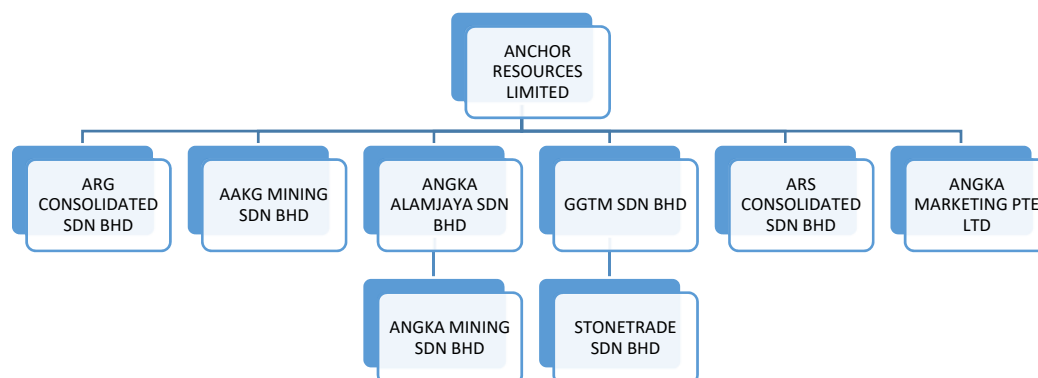 ANCHOR
RESOURCES
LIMITED
ARG
CONSOLIDATED
SDN BHD
AAKG MINING
SDN BHD
ANGKA
ALAMJAYA SDN
BHD
GGTM SDN BHD
ARS
CONSOLIDATED
SDN BHD
ANGKA
MARKETING PTE
LTD
ANGKA MINING
SDN BHD
STONETRADE
SDN BHD